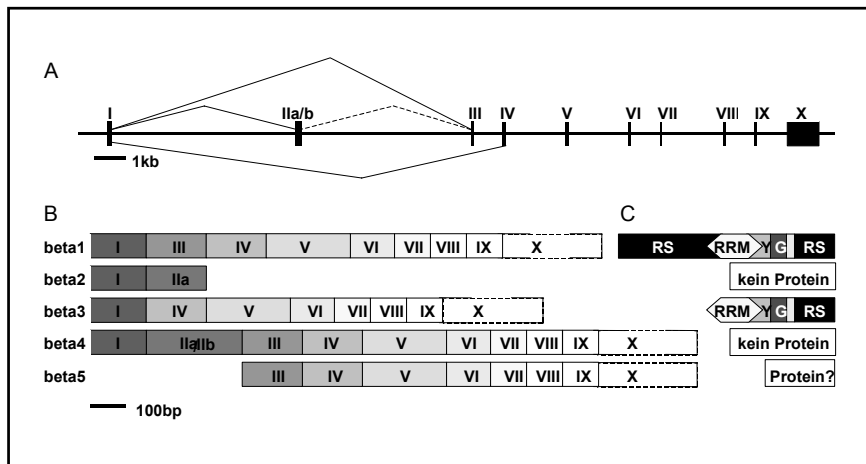 A
I IIa/b III IV V VI VII VIII IX X
1kb
B C
beta1 I III IV V VI VII VIII IX X RS RRM Y G RS
beta2 I IIa kein Protein
beta3 I IV V VI VII VIII IX X RRM Y G RS
beta4 I IIa/IIb III IV V VI VII VIII IX X kein Protein
beta5 III IV V VI VII VIII IX X Protein?
100bp